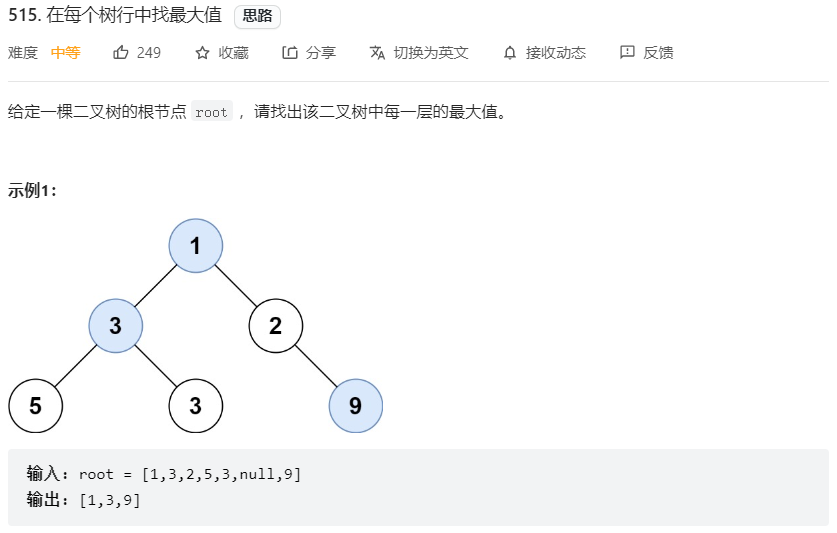 515. 在每个树行中找最大值 思路
难度 中等 249 收藏 分享 切换为英文 接收动态 反馈
给定一棵二叉树的根节点 root ，请找出该二叉树中每一层的最大值。
示例1：
1
3 2
5 3 9
输入：root = [1,3,2,5,3,null,9]
输出：[1,3,9]